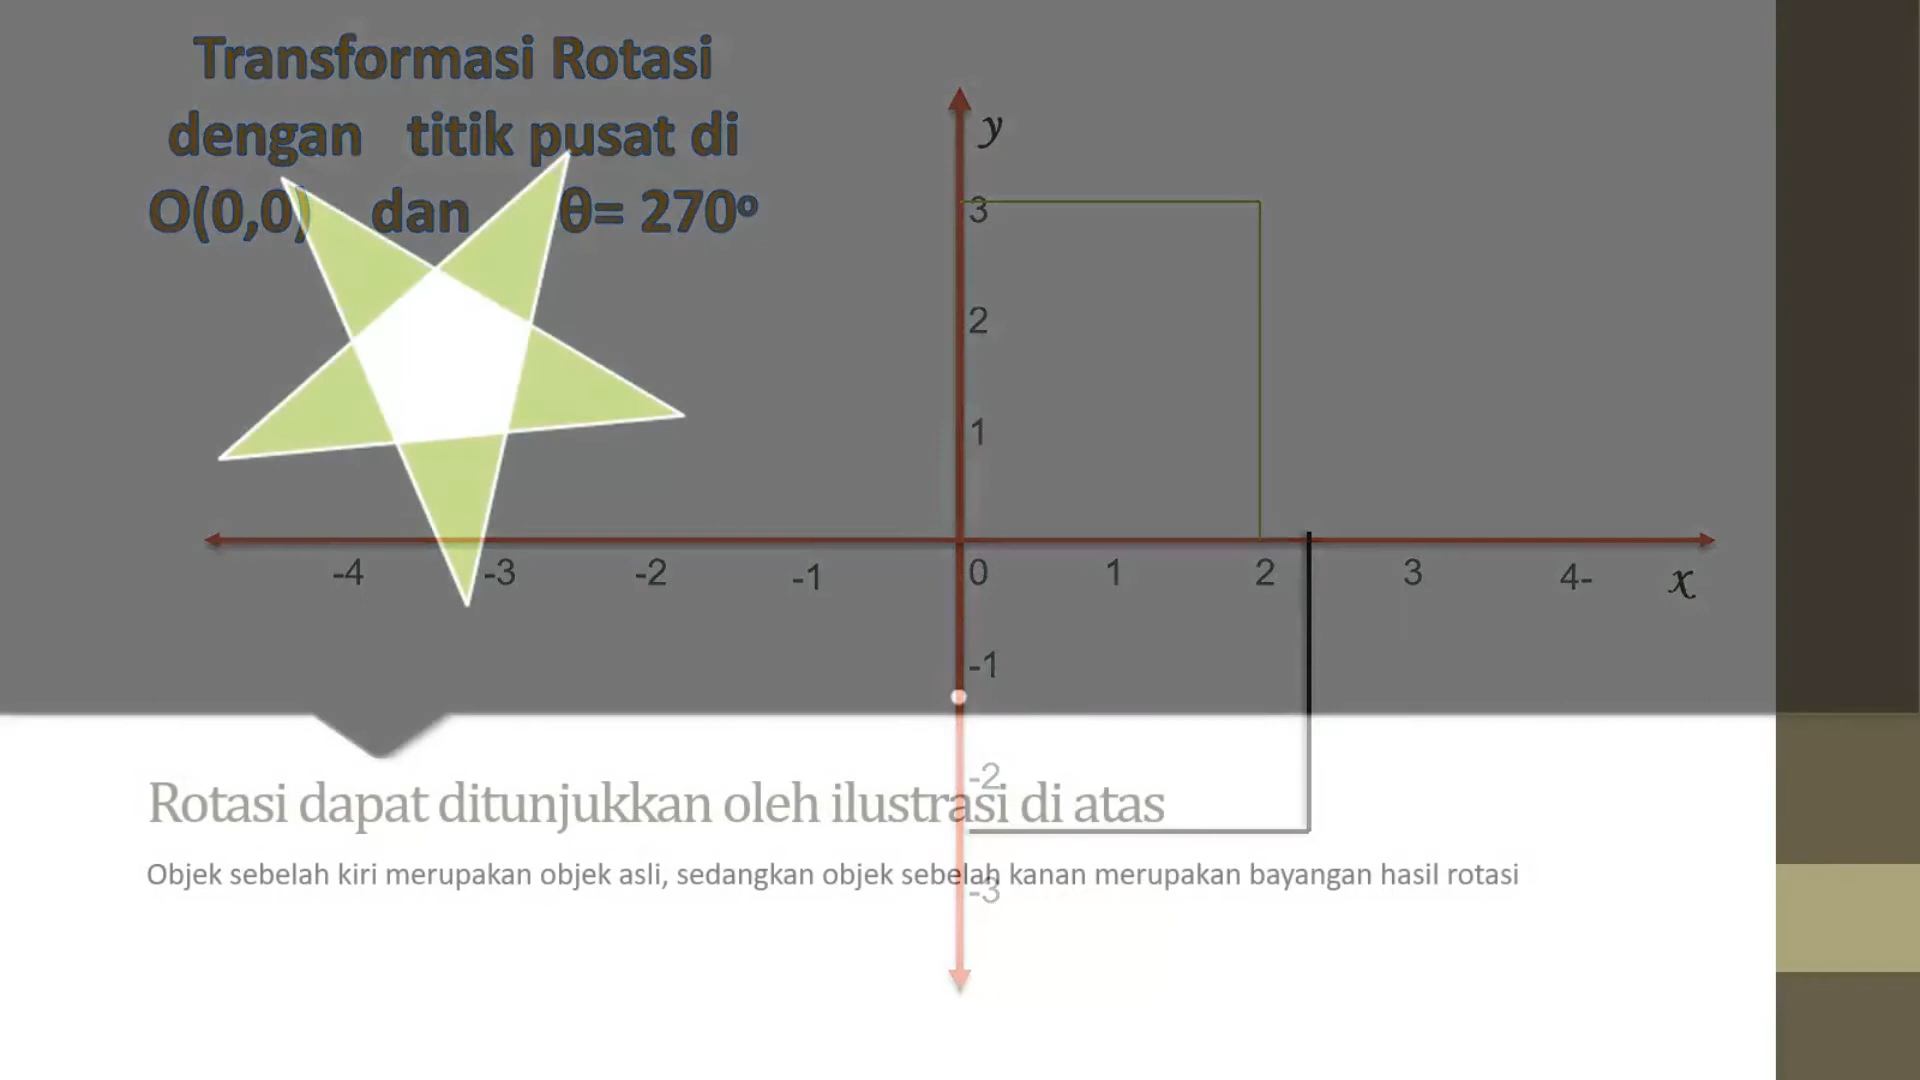 Transformasi Rotasi
dengan titik pusat di
O(0,0) dan θ= 270º
y
3
2
1
-4 -3 -2 -1 0 1 2 3 4- x
-1
-2
-3
Rotasi dapat ditunjukkan oleh ilustrasi di atas
Objek sebelah kiri merupakan objek asli, sedangkan objek sebelah kanan merupakan bayangan hasil rotasi